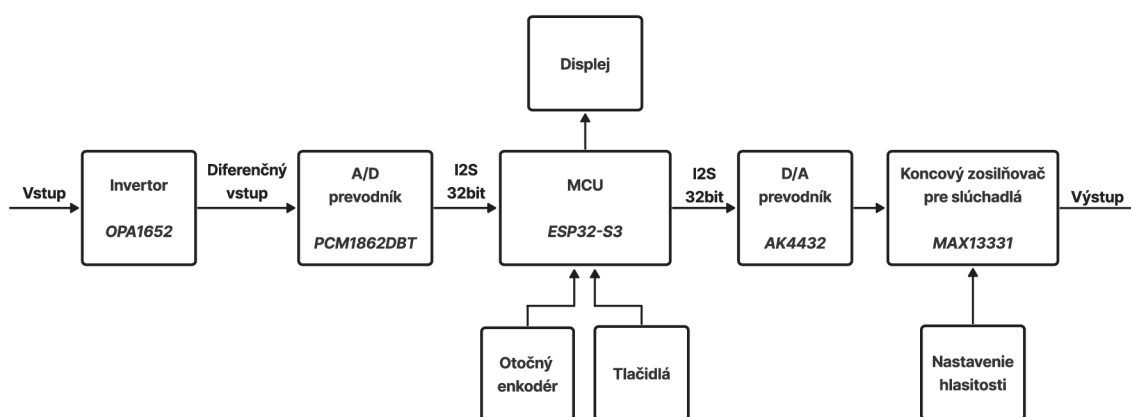 Displej
Vstup
Invertor
OPA1652
Diferenčný
vstup
A/D
prevodník
PCM1862DBT
I2S
32bit
MCU
ESP32-S3
I2S
32bit
D/A
prevodník
AK4432
Koncový zosilňovač
pre slúchadlá
MAX13331
Výstup
Otočný
enkodér
Tlačidlá
Nastavenie
hlasitosti